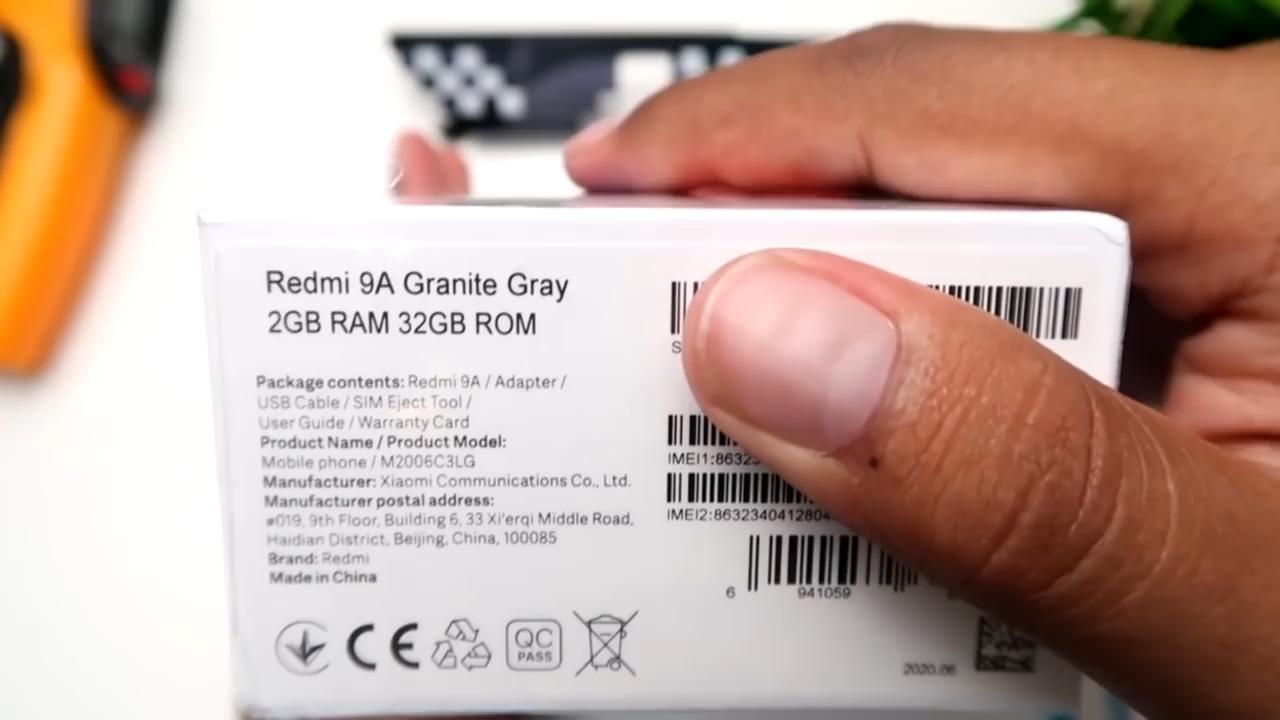 Redmi 9A Granite Gray
2GB RAM 32GB ROM
Package contents: Redmi 9A / Adapter /
USB Cable / SIM Eject Tool /
User Guide / Warranty Card
Product Name / Product Model:
Mobile phone / M2006C3LG
Manufacturer: Xiaomi Communications Co., Ltd.
Manufacturer postal address:
#019, 9th Floor, Building 6, 33 Xi'erqi Middle Road,
Haidian District, Beijing, China, 100085
Brand: Redmi
Made in China
CE
QC
PASS
S
IMEI1:86323
IMEI2:8632340412804
6 941059
2020.06